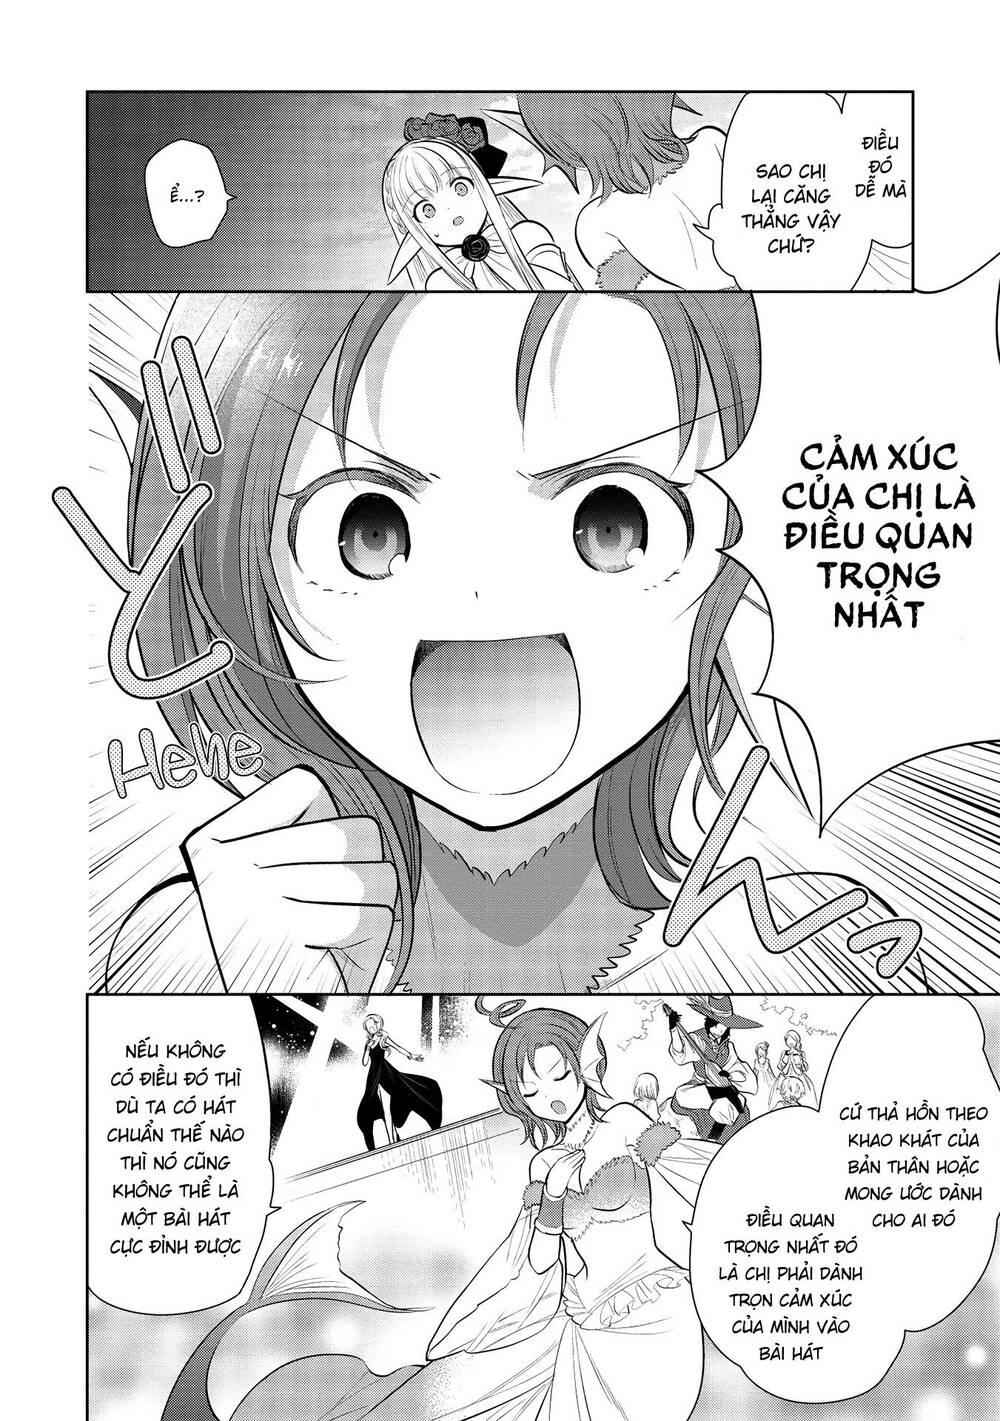 ĐIỀU
ĐÓ
DỄ MÀ
SAO CHỊ
LẠI CĂNG
THẲNG VẬY
CHỨ?
Ể...?
CẢM XÚC
CỦA CHỊ LÀ
ĐIỀU QUAN
TRỌNG
NHẤT
ビ
シ
Hehe
んっ
CỨ THẢ HỒN THEO
KHAO KHÁT CỦA
BẢN THÂN HOẶC
MONG ƯỚC DÀNH
CHO AI ĐÓ
ĐIỀU QUAN
TRỌNG NHẤT ĐÓ
LÀ CHỊ PHẢI DÀNH
TRỌN CẢM XÚC
CỦA MÌNH VÀO
BÀI HÁT
NẾU KHÔNG
CÓ ĐIỀU ĐÓ THÌ
DÙ TA CÓ HÁT
CHUẨN THẾ NÀO
THÌ NÓ CŨNG
KHÔNG THỂ LÀ
MỘT BÀI HÁT
CỰC ĐỈNH ĐƯỢC